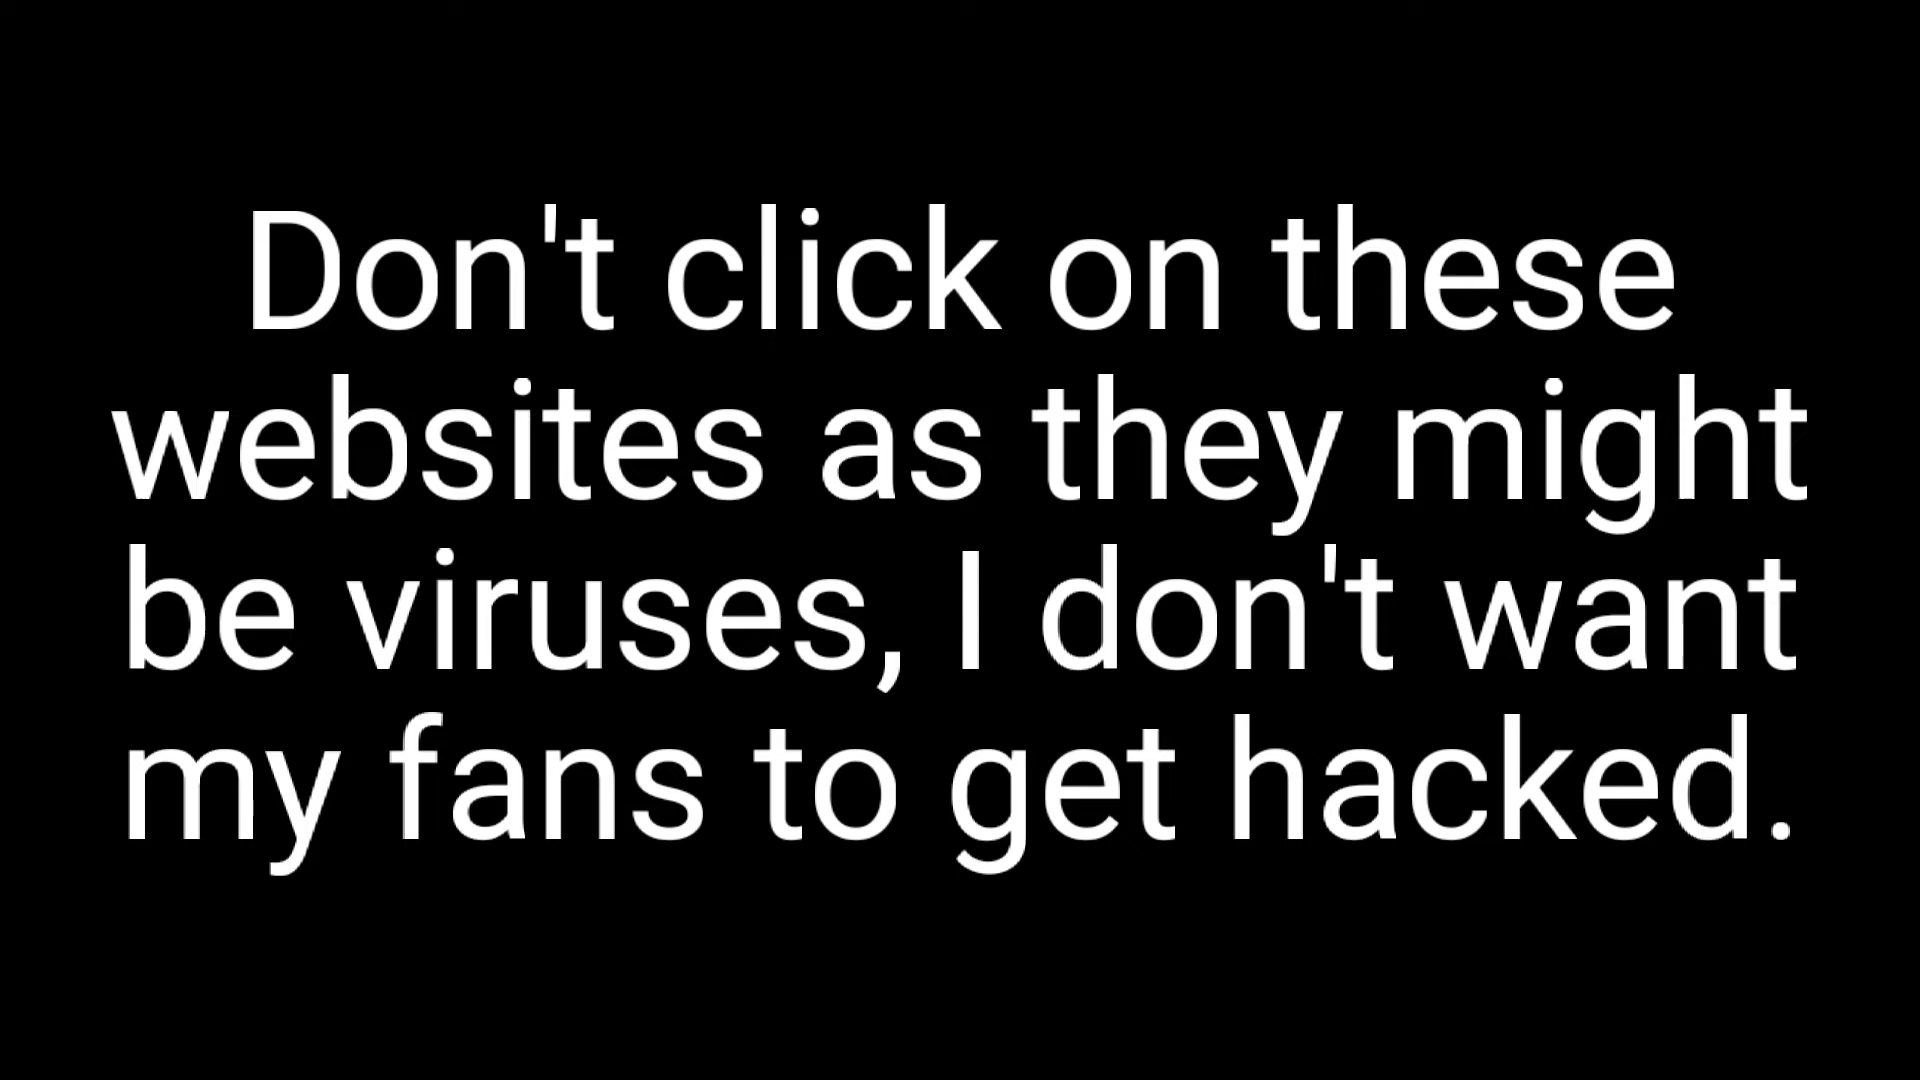 Don't click on these
websites as they might
be viruses, I don't want
my fans to get hacked.